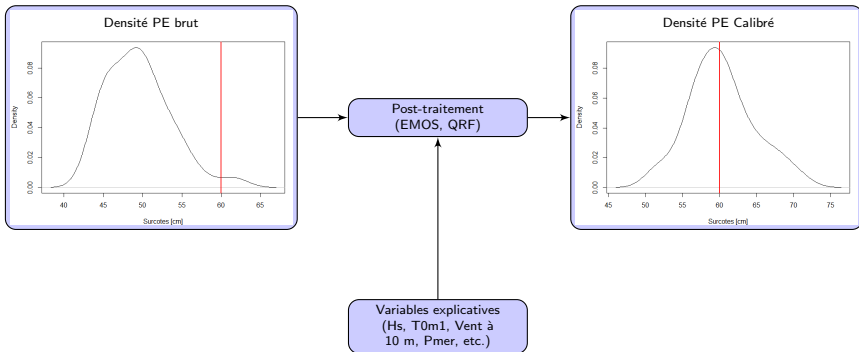 Densité PE brut
Density
0.00 0.02 0.04 0.06 0.08
40 45 50 55 60 65
Surcotes [cm]
Post-traitement
(EMOS, QRF)
Densité PE Calibré
Density
0.00 0.02 0.04 0.06 0.08
45 50 55 60 65 70 75
Surcotes [cm]
Variables explicatives
(Hs, T0m1, Vent à
10 m, Pmer, etc.)